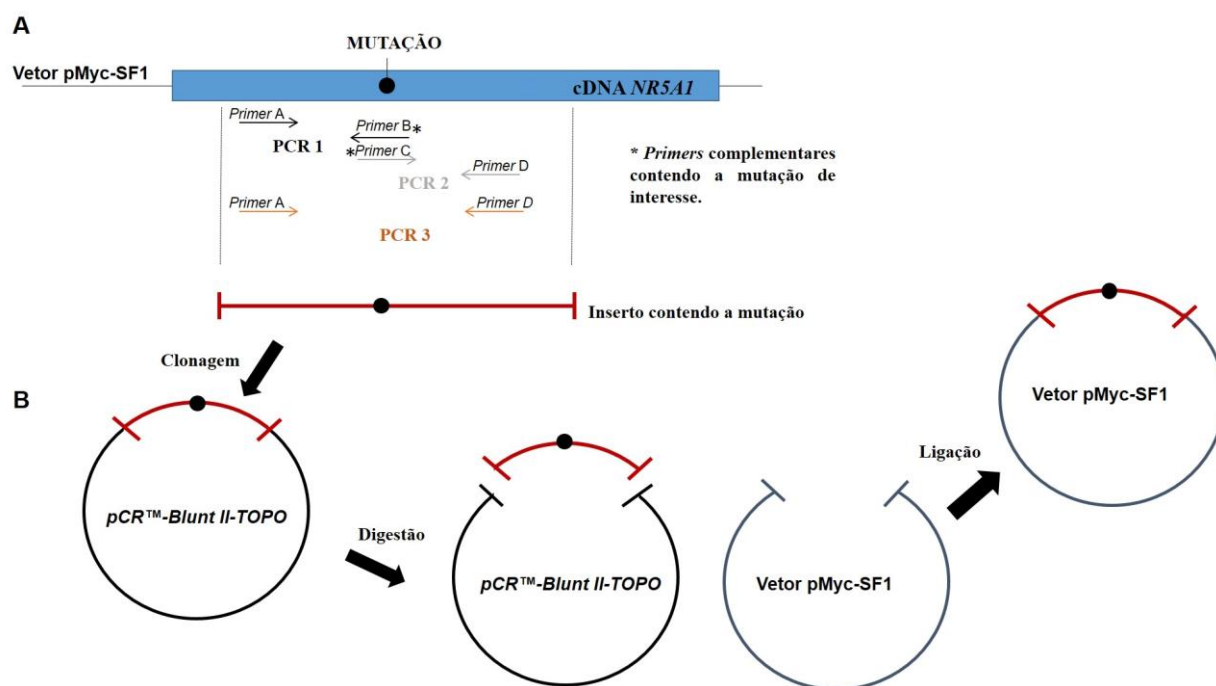 A
MUTAÇÃO
Vetor pMyc-SF1
cDNA NR5A1
Primer A
Primer B*
PCR 1
*Primer C
Primer D
PCR 2
* Primers complementares
contendo a mutação de
interesse.
Primer A
Primer D
PCR 3
Inserto contendo a mutação
Clonagem
B
pCR™-Blunt II-TOPO
Digestão
pCR™-Blunt II-TOPO
Vetor pMyc-SF1
Ligação
Vetor pMyc-SF1